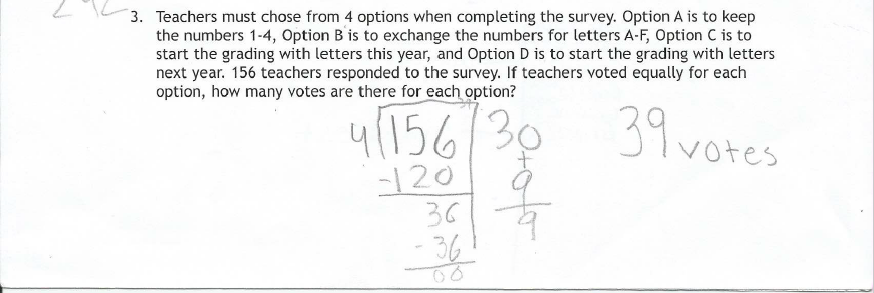 3. Teachers must chose from 4 options when completing the survey. Option A is to keep
the numbers 1-4, Option B is to exchange the numbers for letters A-F, Option C is to
start the grading with letters this year, and Option D is to start the grading with letters
next year. 156 teachers responded to the survey. If teachers voted equally for each
option, how many votes are there for each option?
39
4 156 30 39 votes
-120 +
9
36 9
-36
00